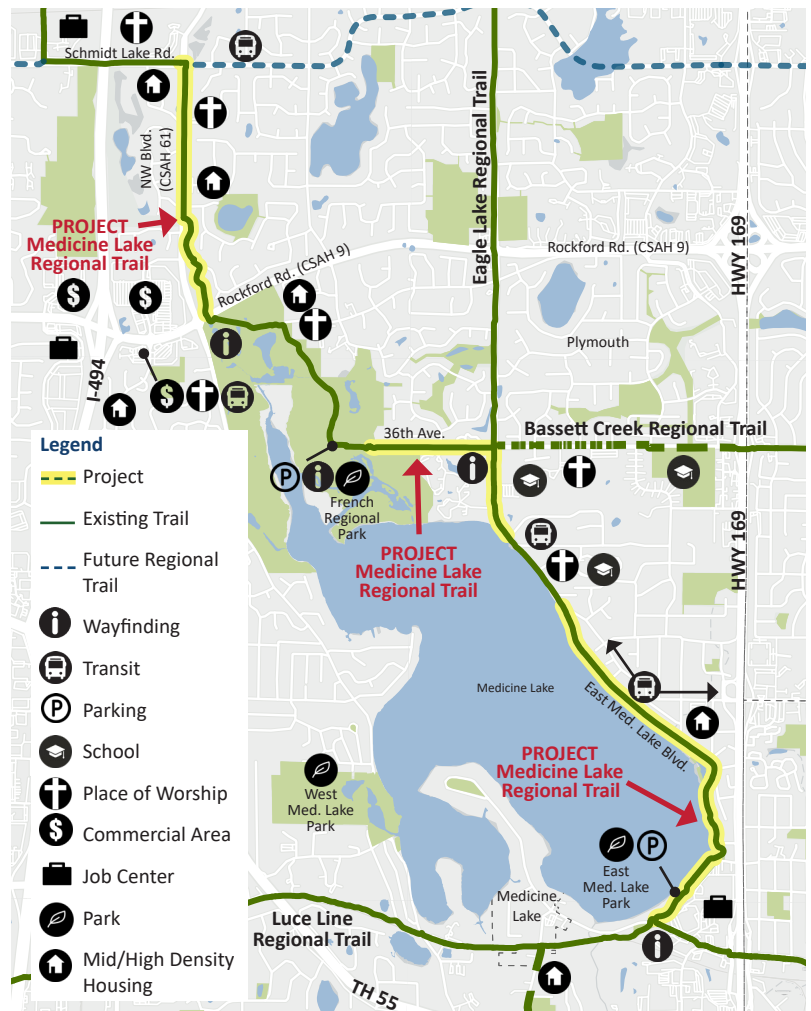 Schmidt Lake Rd.
NW Blvd.
(CSAH 61)
PROJECT
Medicine Lake
Regional Trail
Eagle Lake Regional Trail
HWY 169
Rockford Rd. (CSAH 9)
Rockford Rd. (CSAH 9)
Plymouth
I-494
36th Ave.
Bassett Creek Regional Trail
P
French
Regional
Park
PROJECT
Medicine Lake
Regional Trail
HWY 169
Medicine Lake
East Med. Lake Blvd.
PROJECT
Medicine Lake
Regional Trail
West
Med. Lake
Park
P
East
Med. Lake
Park
Medicine
Lake
Luce Line
Regional Trail
TH 55
Legend
Project
Existing Trail
Future Regional
Trail
Wayfinding
Transit
P
Parking
School
Place of Worship
$
Commercial Area
Job Center
Park
Mid/High Density
Housing
i
i
i
i
i
$
$
$